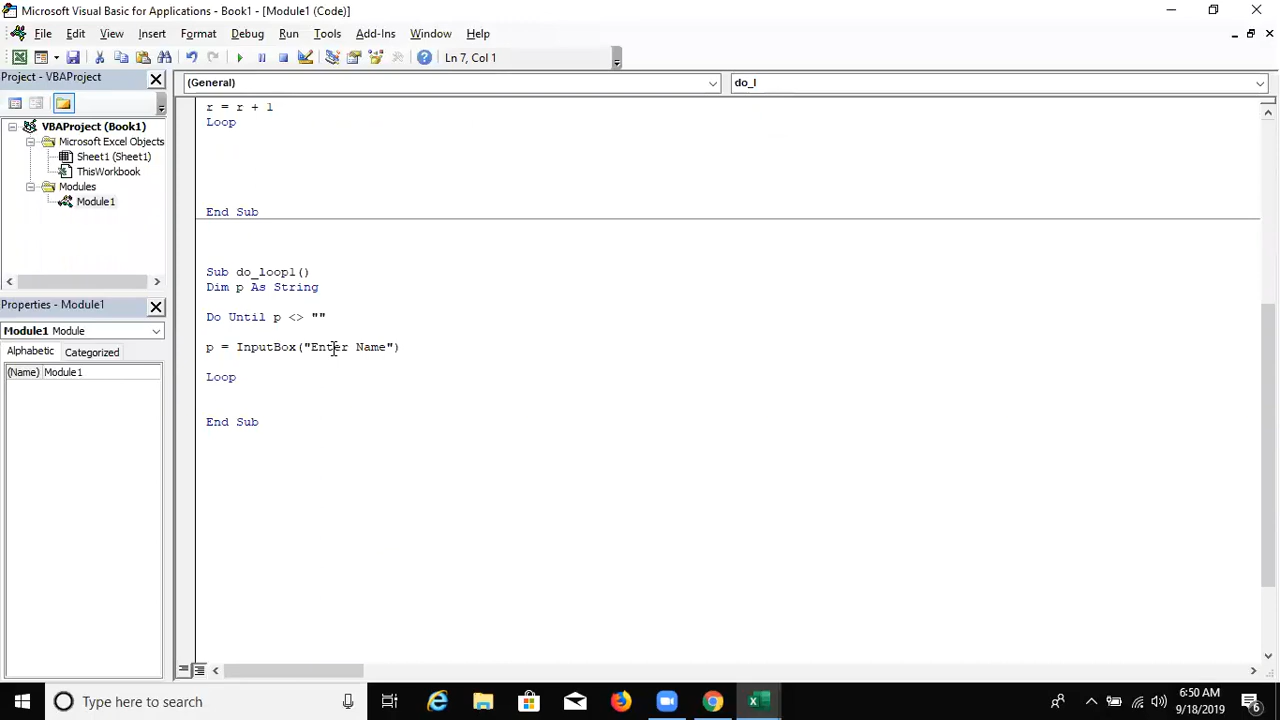 Microsoft Visual Basic for Applications - Book1 - [Module1 (Code)]
File Edit View Insert Format Debug Run Tools Add-Ins Window Help
Ln 7, Col 1
Project - VBAProject
(General)
do_l
VBAProject (Book1)
Microsoft Excel Objects
Sheet1 (Sheet1)
ThisWorkbook
Modules
Module1
r = r + 1
Loop
End Sub
Sub do_loop1()
Dim p As String
Do Until p <> ""
p = InputBox("Enter Name")
Loop
End Sub
Properties - Module1
Module1 Module
Alphabetic Categorized
(Name) Module1
Type here to search
6:50 AM
9/18/2019
6